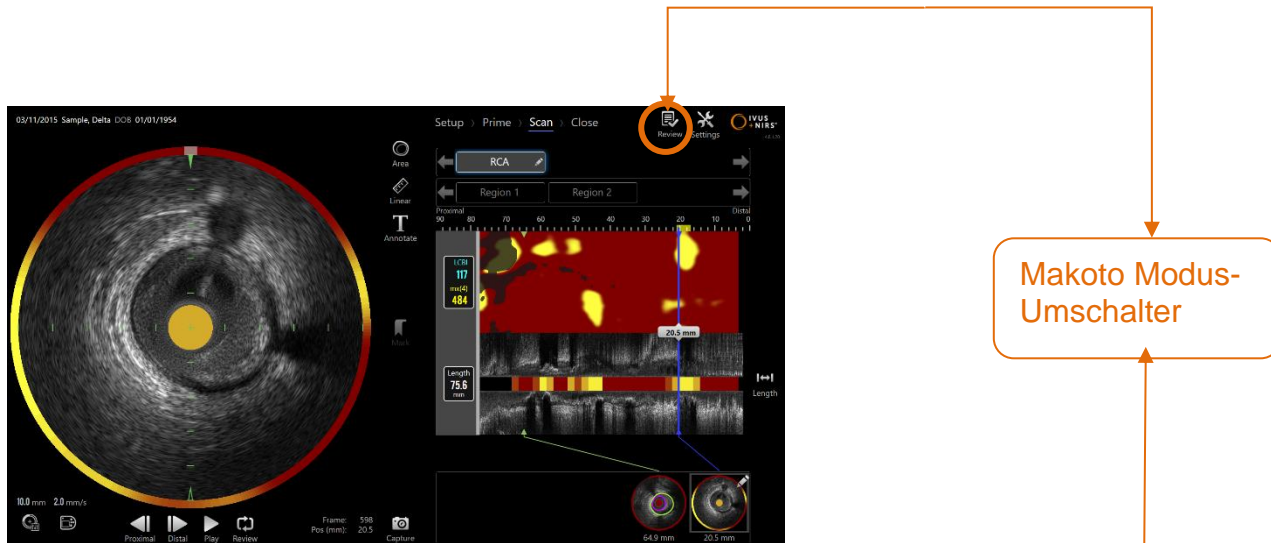 03/11/2015 Sample, Delta DOB 01/01/1954
Setup > Prime > Scan > Close
Review
Settings
IVUS
+NIRS
Area
Linear
T
Annotate
Mark
RCA
Region 1
Region 2
Proximal
Distal
90 80 70 60 50 40 30 20 10 0
LCBI
117
mx(4)
484
20.5 mm
Length
75.6
mm
Length
10.0 mm 2.0 mm/s
Proximal
Distal
Play
Review
Frame: 598
Pos (mm): 20.5
Capture
64.9 mm
20.5 mm
Makoto Modus-
Umschalter